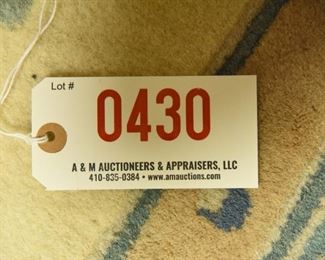 Lot #
0430
A & M AUCTIONEERS & APPRAISERS, LLC
410-835-0384 • www.amauctions.com